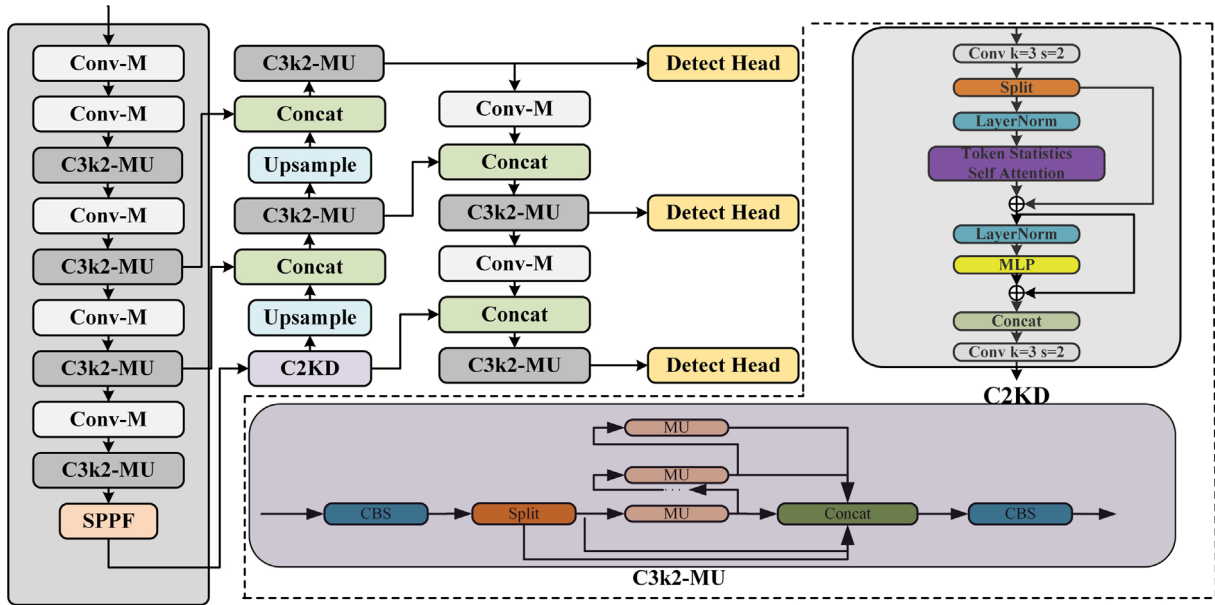 Conv-M
Conv-M
C3k2-MU
Conv-M
C3k2-MU
Conv-M
C3k2-MU
Conv-M
C3k2-MU
SPPF
C3k2-MU
Concat
Upsample
C3k2-MU
Concat
Upsample
C2KD
Conv-M
Concat
C3k2-MU
Conv-M
Concat
C3k2-MU
Detect Head
Detect Head
Detect Head
Conv k=3 s=2
Split
LayerNorm
Token Statistics
Self Attention
LayerNorm
MLP
Concat
Conv k=3 s=2
C2KD
MU
MU
...
CBS
Split
MU
Concat
CBS
C3k2-MU